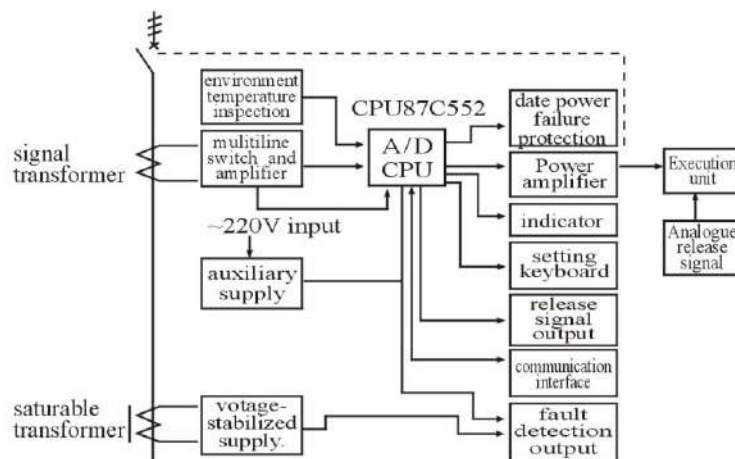 environment
temperature
inspection
CPU87C552
date power
failure
protection
signal
transformer
mulitiline
switch and
amplifier
A/D
CPU
Power
amplifier
Execution
unit
~220V input
indicator
Analogue
release
signal
auxiliary
supply
setting
keyboard
release
signal
output
communication
interface
saturable
transformer
votage-
stabilized
supply.
fault
detection
output